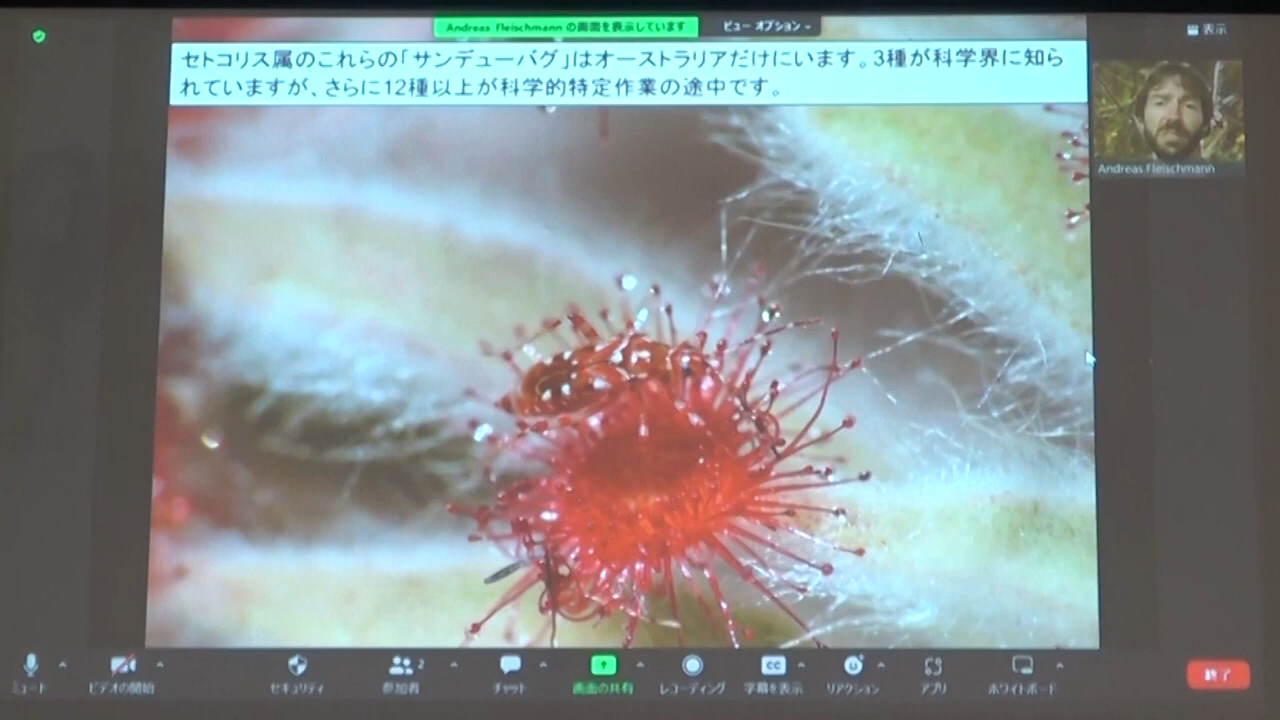 Andreas Fleischmann の画面を表示しています
ビュー オプション
表示
セトコリス属のこれらの「サンデューバグ」はオーストラリアだけにいます。3種が科学界に知ら
れていますが、さらに12種以上が科学的特定作業の途中です。
Andreas Fleischmann
ミュート
ビデオの開始
セキュリティ
参加者
2
チャット
画面の共有
レコーディング
CC
字幕を表示
リアクション
アプリ
ホワイトボード
終了